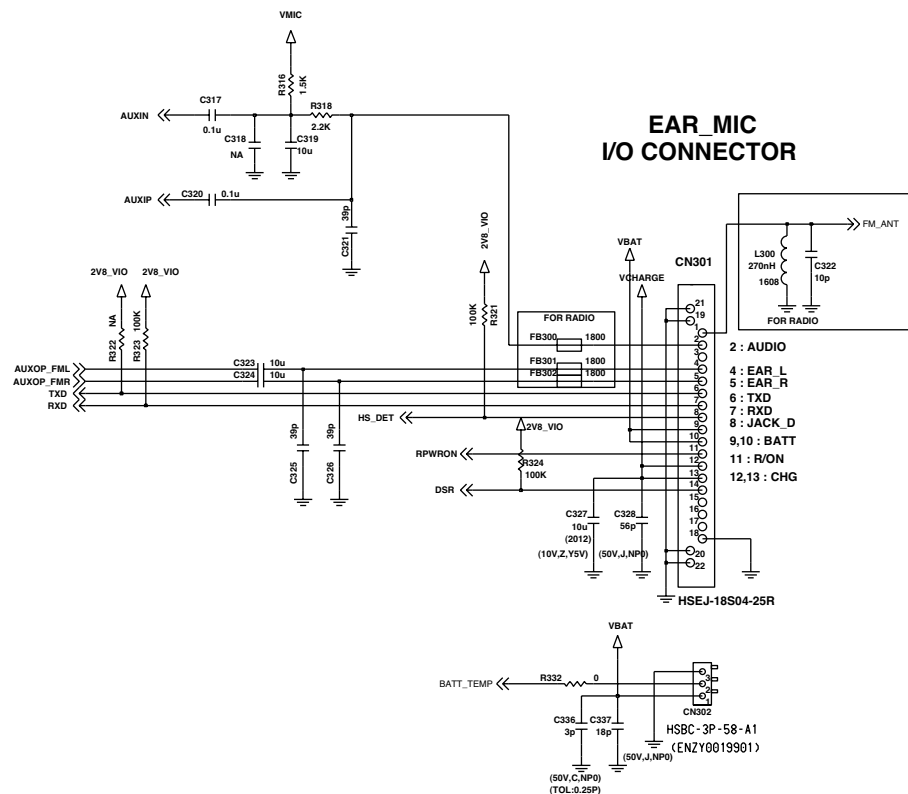 VMIC
R316
1.5K
C317
0.1u
AUXIN
R318
2.2K
C318
NA
C319
10u
EAR_MIC
I/O CONNECTOR
AUXIP
C320
0.1u
39p
C321
2V8_VIO
2V8_VIO
NA
R322
100K
R323
2V8_VIO
100K
R321
VBAT
VCHARGE
CN301
FM_ANT
L300
270nH
1608
C322
10p
FOR RADIO
FOR RADIO
FB300
1800
FB301
1800
FB302
1800
21
19
1
2
3
4
5
6
7
8
9
10
11
12
13
14
15
16
17
18
20
22
2 : AUDIO
4 : EAR_L
5 : EAR_R
6 : TXD
7 : RXD
8 : JACK_D
9,10 : BATT
11 : R/ON
12,13 : CHG
AUXOP_FML
C323
10u
AUXOP_FMR
C324
10u
TXD
RXD
HS_DET
2V8_VIO
RPWRON
R324
100K
DSR
39p
C325
39p
C326
C327
10u
(2012)
(10V,Z,Y5V)
C328
56p
(50V,J,NP0)
HSEJ-18S04-25R
VBAT
BATT_TEMP
R332
0
3
2
1
CN302
C336
3p
C337
18p
HSBC-3P-58-A1
(ENZY0019901)
(50V,J,NP0)
(50V,C,NP0)
(TOL:0.25P)